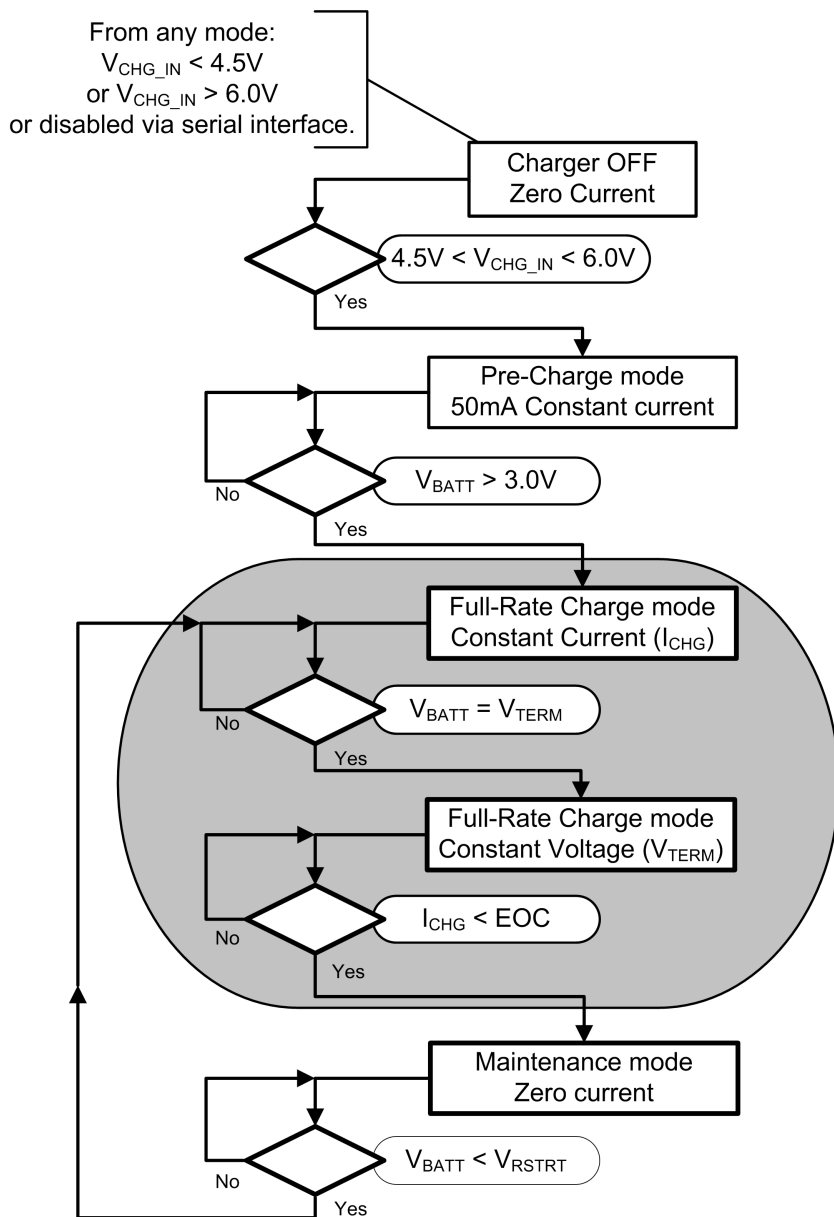 From any mode:
V_CHG_IN < 4.5V
or V_CHG_IN > 6.0V
or disabled via serial interface.
Charger OFF
Zero Current
4.5V < V_CHG_IN < 6.0V
Yes
Pre-Charge mode
50mA Constant current
V_BATT > 3.0V
No
Yes
Full-Rate Charge mode
Constant Current (I_CHG)
V_BATT = V_TERM
No
Yes
Full-Rate Charge mode
Constant Voltage (V_TERM)
I_CHG < EOC
No
Yes
Maintenance mode
Zero current
V_BATT < V_RSTRT
No
Yes